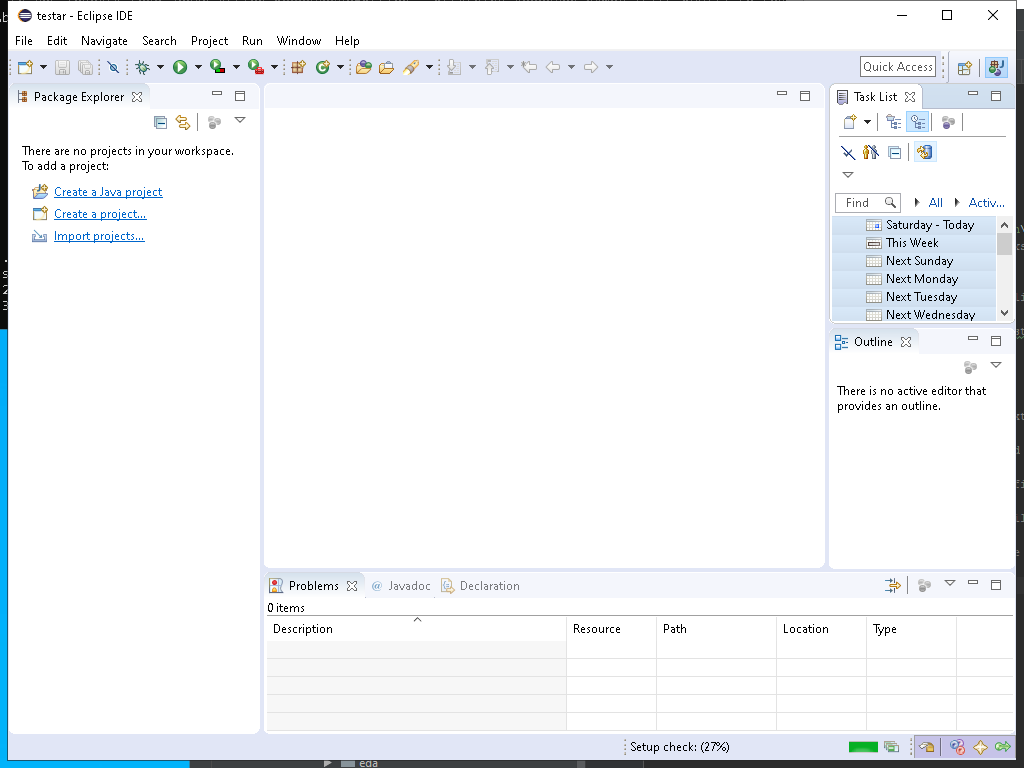 testar - Eclipse IDE
File Edit Navigate Search Project Run Window Help
Quick Access
Package Explorer
There are no projects in your workspace.
To add a project:
Create a Java project
Create a project...
Import projects...
Task List
Find All Activ...
Saturday - Today
This Week
Next Sunday
Next Monday
Next Tuesday
Next Wednesday
Outline
There is no active editor that
provides an outline.
Problems @ Javadoc Declaration
0 items
Description Resource Path Location Type
Setup check: (27%)
eda